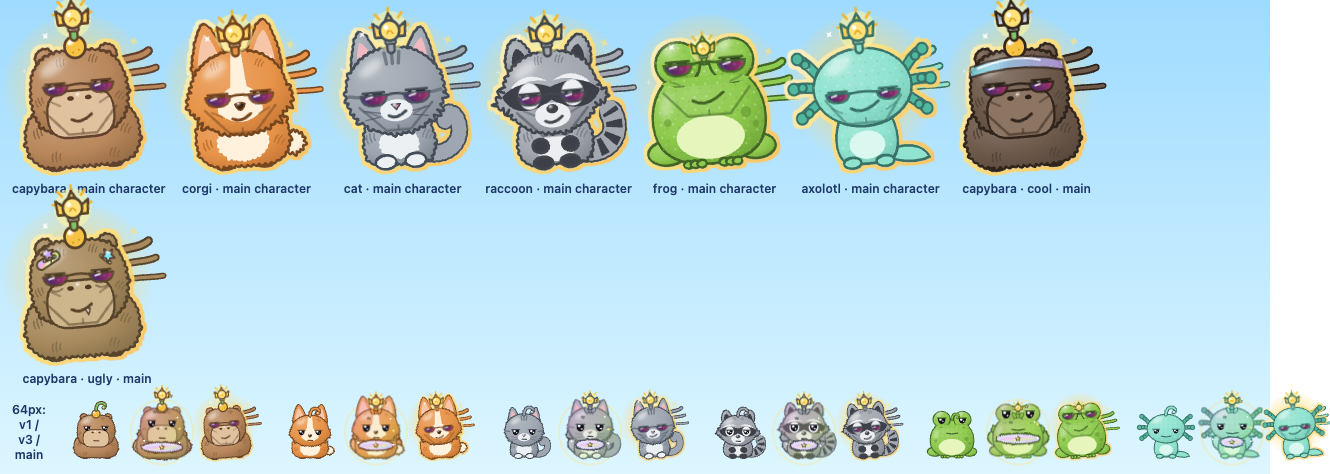 capybara · main character
corgi · main character
cat · main character
raccoon · main character
frog · main character
axolotl · main character
capybara · cool · main
capybara · ugly · main
64px:
v1 /
v3 /
main